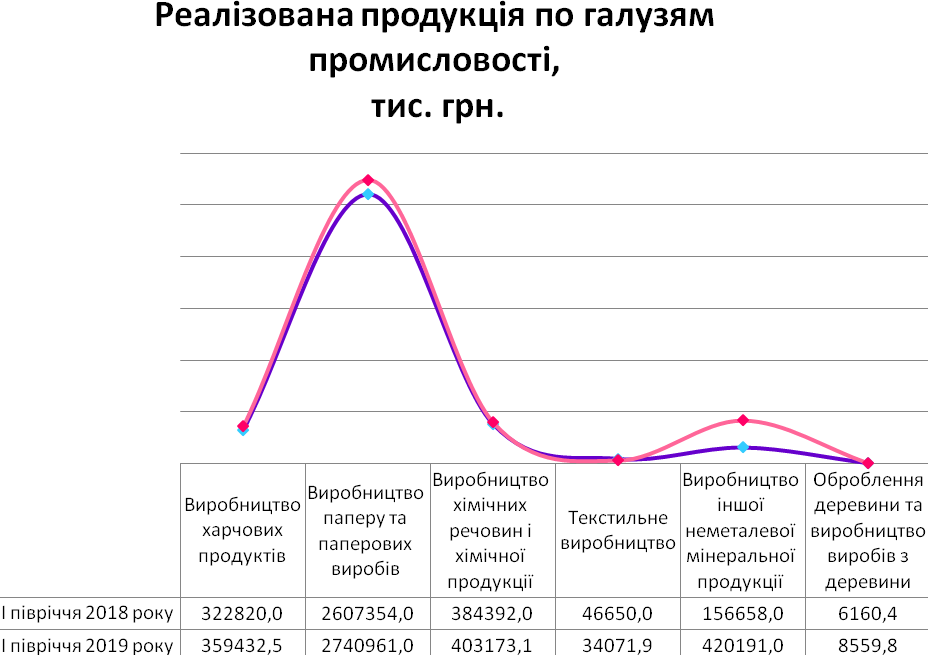 Реалізована продукція по галузям
промисловості,
тис. грн.
Виробництво
харчових
продуктів
Виробництво
паперу та
паперових
виробів
Виробництво
хімічних
речовин і
хімічної
продукції
Текстильне
виробництво
Виробництво
іншої
неметалевої
мінеральної
продукції
Оброблення
деревини та
виробництво
виробів з
деревини
І півріччя 2018 року 322820,0 2607354,0 384392,0 46650,0 156658,0 6160,4
І півріччя 2019 року 359432,5 2740961,0 403173,1 34071,9 420191,0 8559,8